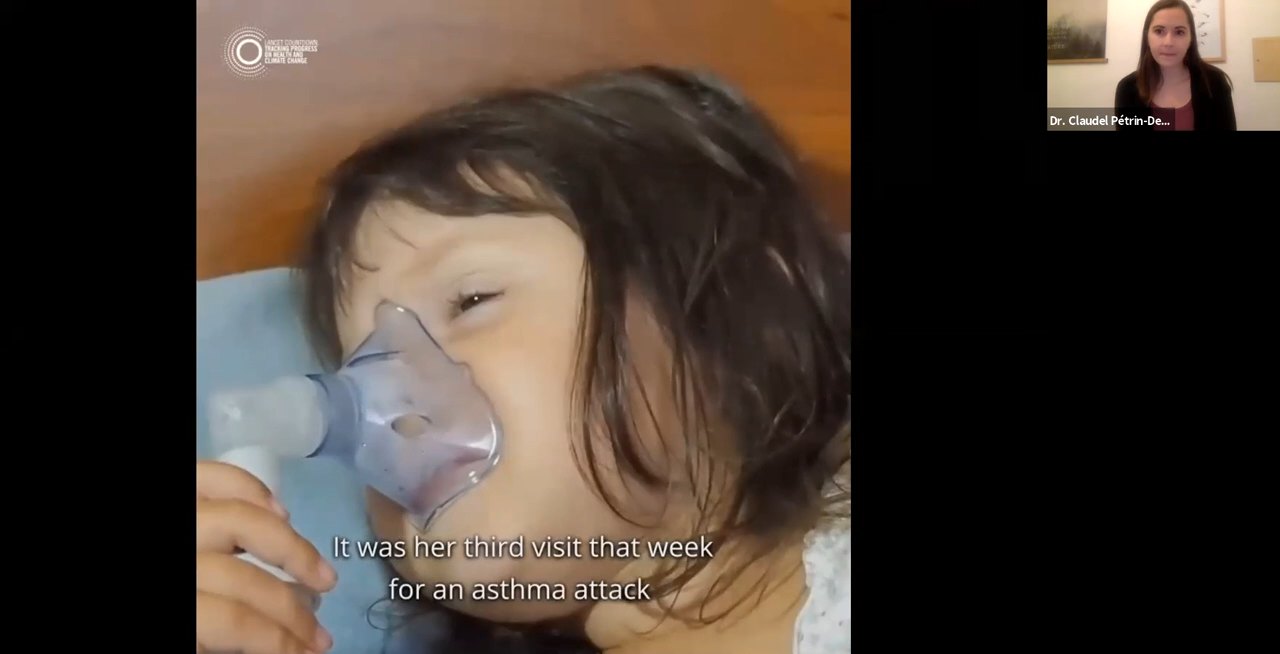 LANCET COUNTDOWN:
TRACKING PROGRESS
ON HEALTH AND
CLIMATE CHANGE
Dr. Claudel Pétrin-De...
It was her third visit that week
for an asthma attack